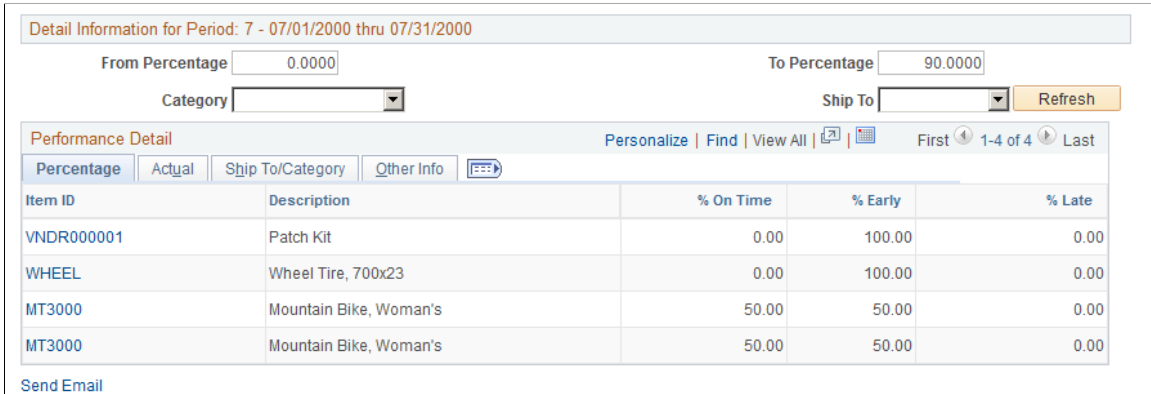 Detail Information for Period: 7 - 07/01/2000 thru 07/31/2000
From Percentage 0.0000 To Percentage 90.0000
Category Ship To Refresh
Performance Detail Personalize | Find | View All | | First 1-4 of 4 Last
Percentage Actual Ship To/Category Other Info
Item ID Description % On Time % Early % Late
VNDR000001 Patch Kit 0.00 100.00 0.00
WHEEL Wheel Tire, 700x23 0.00 100.00 0.00
MT3000 Mountain Bike, Woman's 50.00 50.00 0.00
MT3000 Mountain Bike, Woman's 50.00 50.00 0.00
Send Email